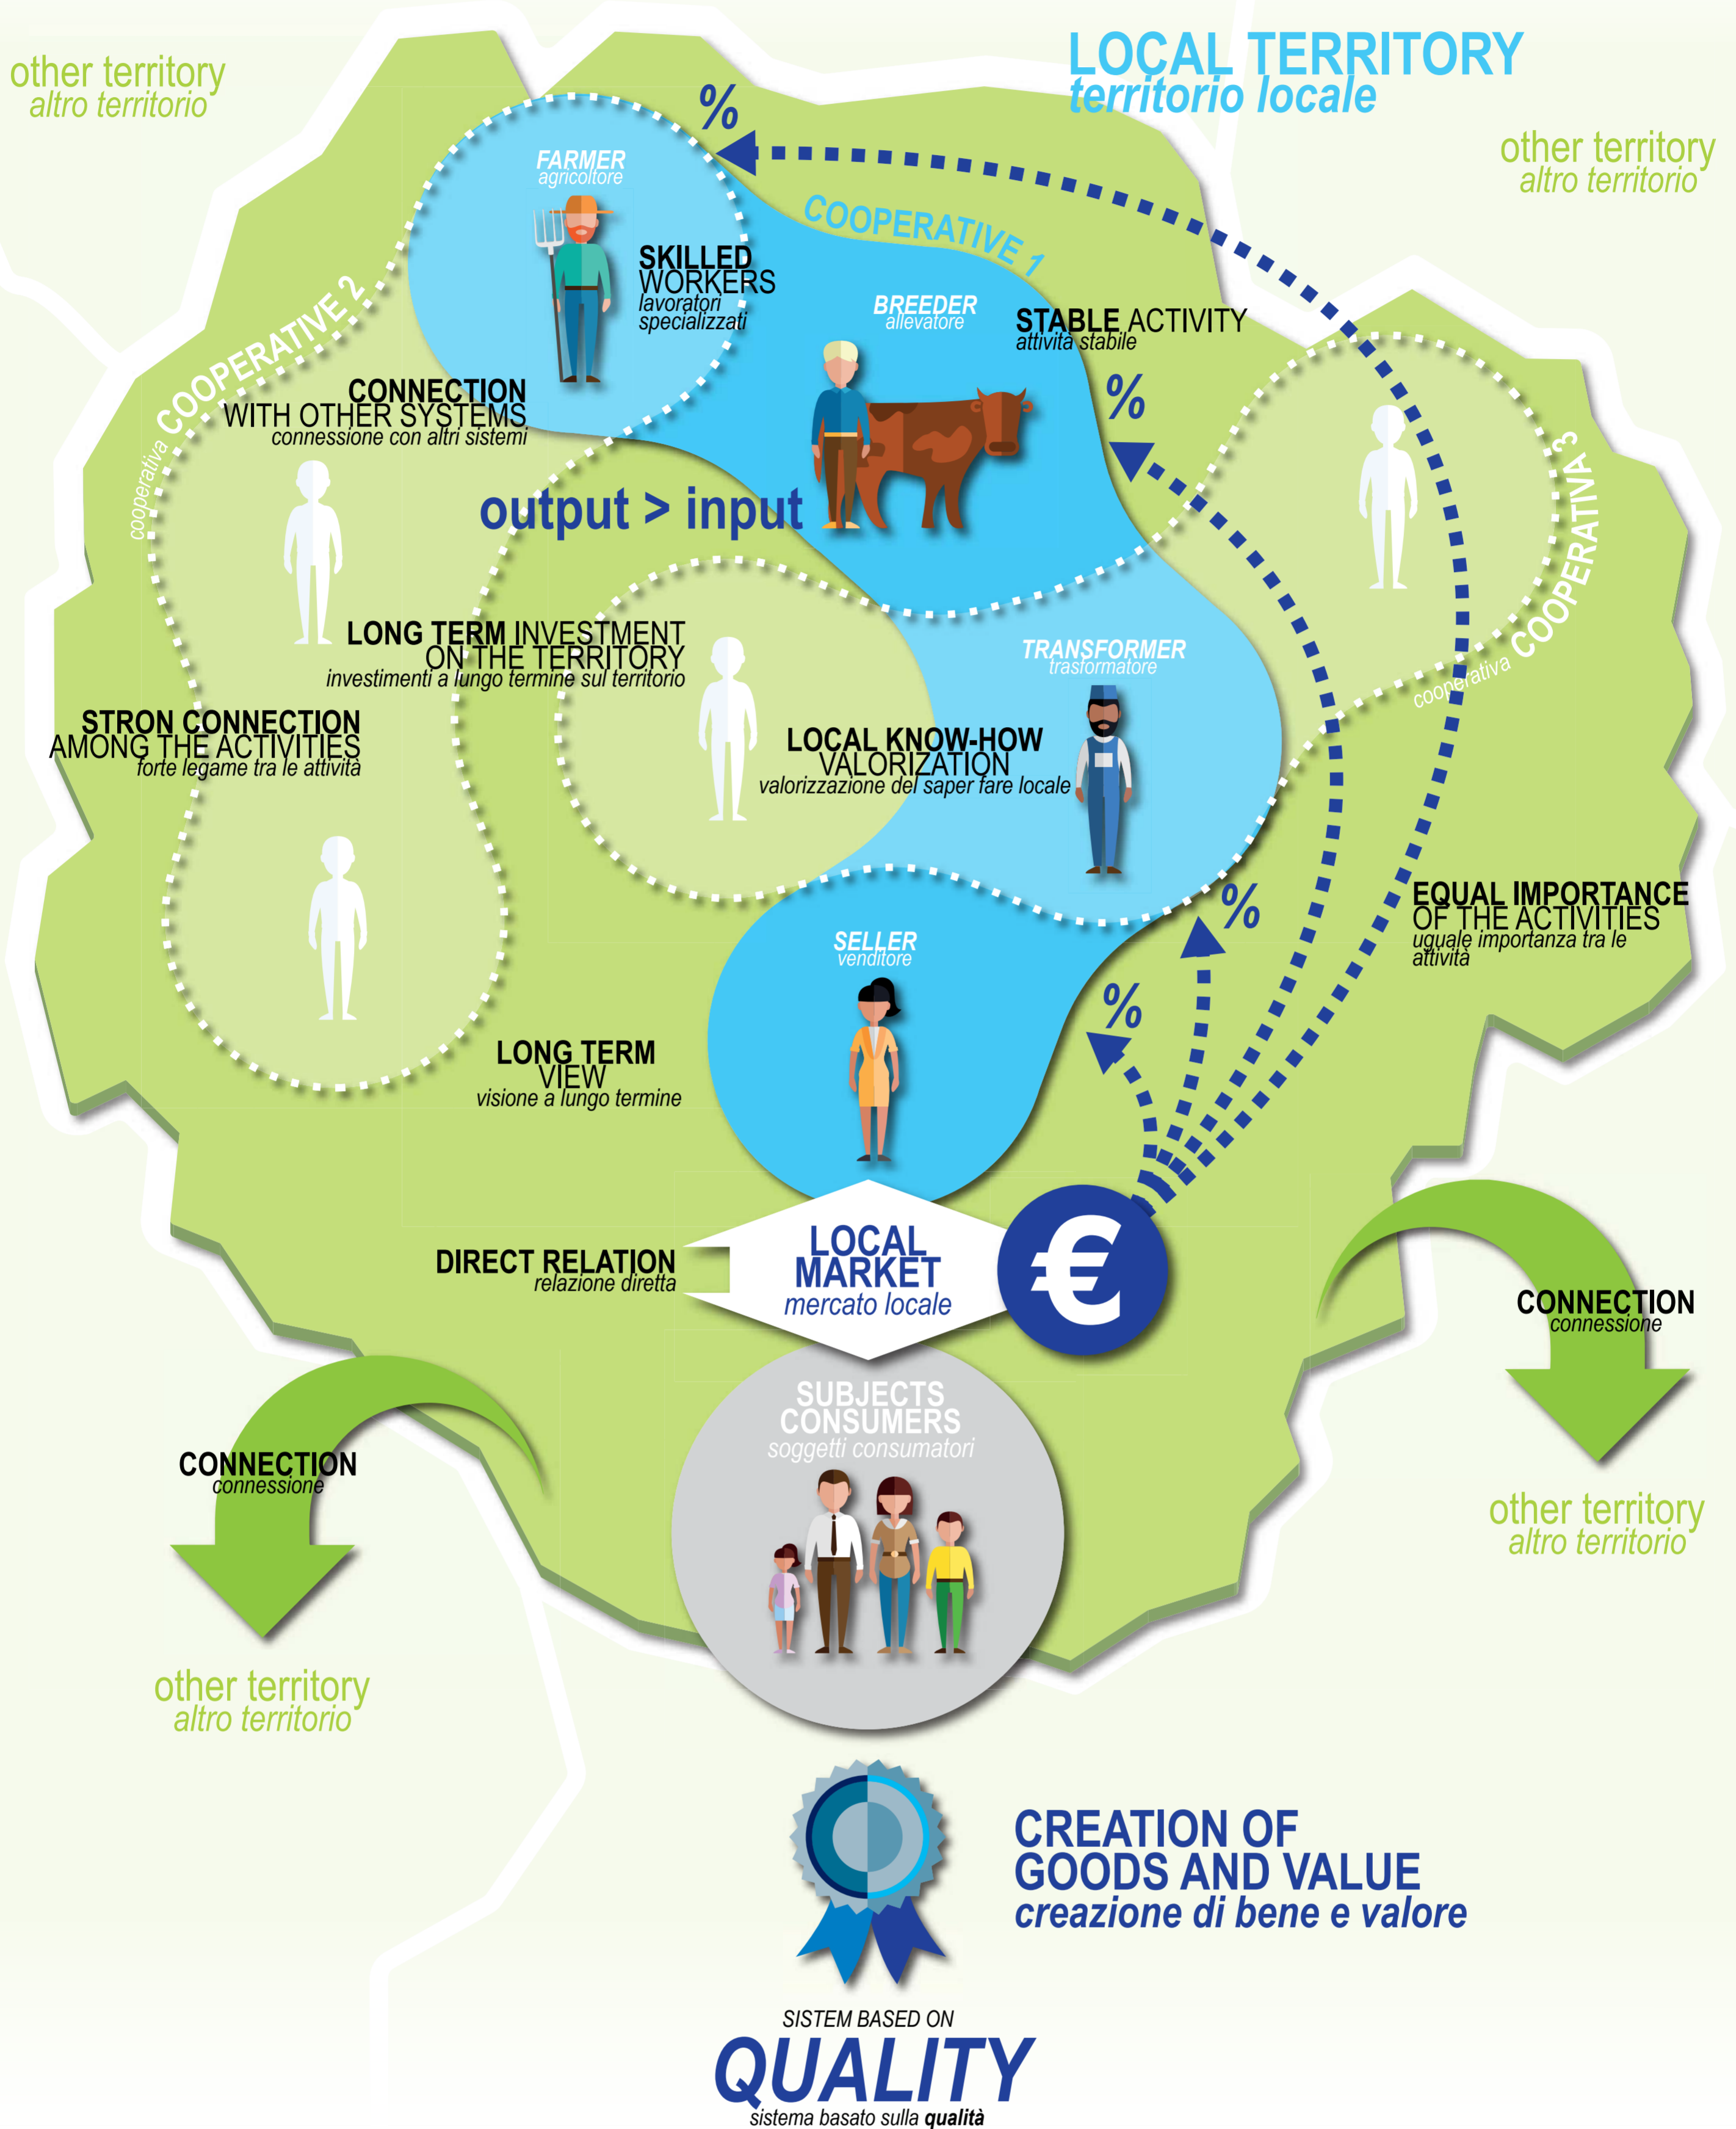 LOCAL TERRITORY
territorio locale
other territory
altro territorio
other territory
altro territorio
%
FARMER
agricoltore
COOPERATIVE 1
SKILLED
WORKERS
lavoratori
specializzati
BREEDER
allevatore
STABLE ACTIVITY
attività stabile
cooperativa COOPERATIVE 2
CONNECTION
WITH OTHER SYSTEMS
connessione con altri sistemi
%
output > input
cooperativa COOPERATIVA 3
LONG TERM INVESTMENT
ON THE TERRITORY
investimenti a lungo termine sul territorio
TRANSFORMER
trasformatore
STRON CONNECTION
AMONG THE ACTIVITIES
forte legame tra le attività
LOCAL KNOW-HOW
VALORIZATION
valorizzazione del saper fare locale
%
EQUAL IMPORTANCE
OF THE ACTIVITIES
uguale importanza tra le
attività
SELLER
venditore
%
LONG TERM
VIEW
visione a lungo termine
DIRECT RELATION
relazione diretta
LOCAL
MARKET
mercato locale
€
CONNECTION
connessione
SUBJECTS
CONSUMERS
soggetti consumatori
CONNECTION
connessione
other territory
altro territorio
other territory
altro territorio
CREATION OF
GOODS AND VALUE
creazione di bene e valore
SISTEM BASED ON
QUALITY
sistema basato sulla qualità